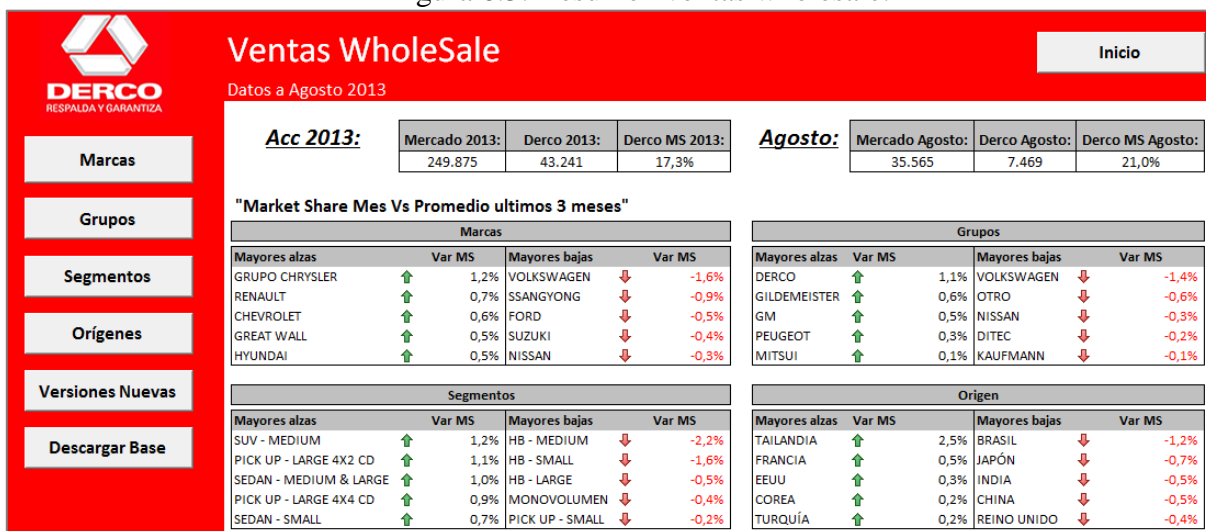 Ventas WholeSale
Inicio
DERCO
RESPALDA Y GARANTIZA
Datos a Agosto 2013
Marcas
Grupos
Segmentos
Orígenes
Versiones Nuevas
Descargar Base
Acc 2013: Mercado 2013: Derco 2013: Derco MS 2013:
249.875 43.241 17,3%
Agosto: Mercado Agosto: Derco Agosto: Derco MS Agosto:
35.565 7.469 21,0%
"Market Share Mes Vs Promedio ultimos 3 meses"
Marcas
Mayores alzas Var MS Mayores bajas Var MS
GRUPO CHRYSLER 1,2% VOLKSWAGEN -1,6%
RENAULT 0,7% SSANGYONG -0,9%
CHEVROLET 0,6% FORD -0,5%
GREAT WALL 0,5% SUZUKI -0,4%
HYUNDAI 0,5% NISSAN -0,3%
Grupos
Mayores alzas Var MS Mayores bajas Var MS
DERCO 1,1% VOLKSWAGEN -1,4%
GILDEMEISTER 0,6% OTRO -0,6%
GM 0,5% NISSAN -0,3%
PEUGEOT 0,3% DITEC -0,2%
MITSUI 0,1% KAUFMANN -0,1%
Segmentos
Mayores alzas Var MS Mayores bajas Var MS
SUV - MEDIUM 1,2% HB - MEDIUM -2,2%
PICK UP - LARGE 4X2 CD 1,1% HB - SMALL -1,6%
SEDAN - MEDIUM & LARGE 1,0% HB - LARGE -0,5%
PICK UP - LARGE 4X4 CD 0,9% MONOVOLUMEN -0,4%
SEDAN - SMALL 0,7% PICK UP - SMALL -0,2%
Origen
Mayores alzas Var MS Mayores bajas Var MS
TAILANDIA 2,5% BRASIL -1,2%
FRANCIA 0,5% JAPÓN -0,7%
EEUU 0,3% INDIA -0,5%
COREA 0,2% CHINA -0,5%
TURQUÍA 0,2% REINO UNIDO -0,4%